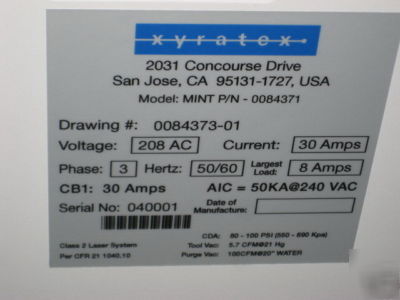 xyratex.
2031 Concourse Drive
San Jose, CA 95131-1727, USA
Model: MINT P/N - 0084371
Drawing #: 0084373-01
Voltage: 208 AC Current: 30 Amps
Phase: 3 Hertz: 50/60 Largest Load: 8 Amps
CB1: 30 Amps AIC = 50KA@240 VAC
Serial No: 040001 Date of Manufacture:
CDA: 80 - 100 PSI (550 - 690 Kpa)
Class 2 Laser System Tool Vac: 5.7 CFM@21 Hg
Per CFR 21 1040.10 Purge Vac: 100CFM@20" WATER